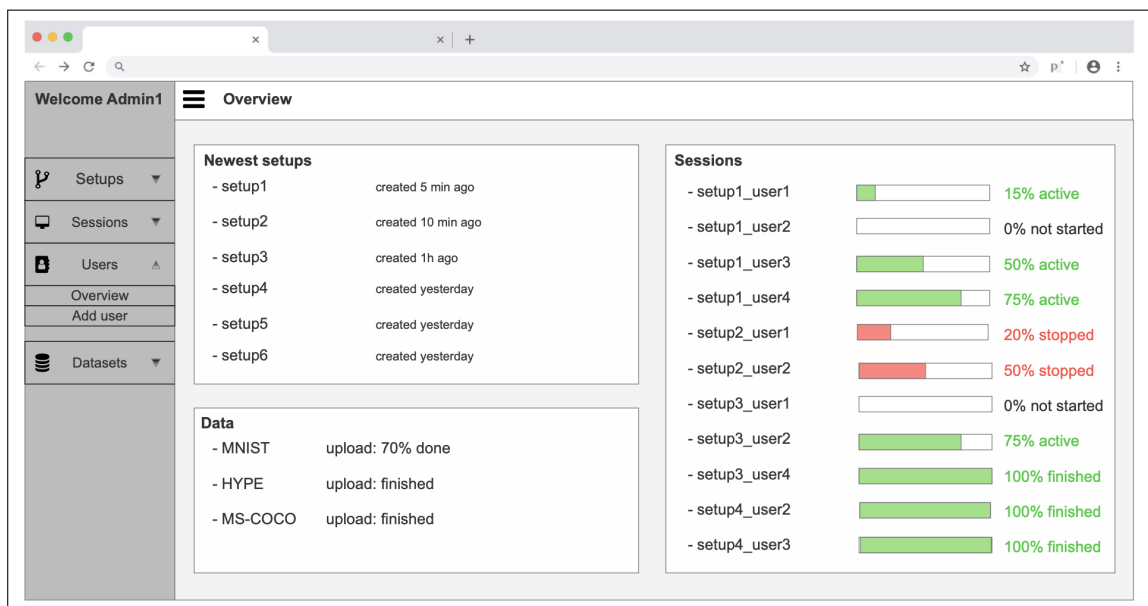 Welcome Admin1
Overview
Setups
Sessions
Users
Overview
Add user
Datasets
Newest setups
- setup1 created 5 min ago
- setup2 created 10 min ago
- setup3 created 1h ago
- setup4 created yesterday
- setup5 created yesterday
- setup6 created yesterday
Data
- MNIST upload: 70% done
- HYPE upload: finished
- MS-COCO upload: finished
Sessions
- setup1_user1 15% active
- setup1_user2 0% not started
- setup1_user3 50% active
- setup1_user4 75% active
- setup2_user1 20% stopped
- setup2_user2 50% stopped
- setup3_user1 0% not started
- setup3_user2 75% active
- setup3_user4 100% finished
- setup4_user2 100% finished
- setup4_user3 100% finished